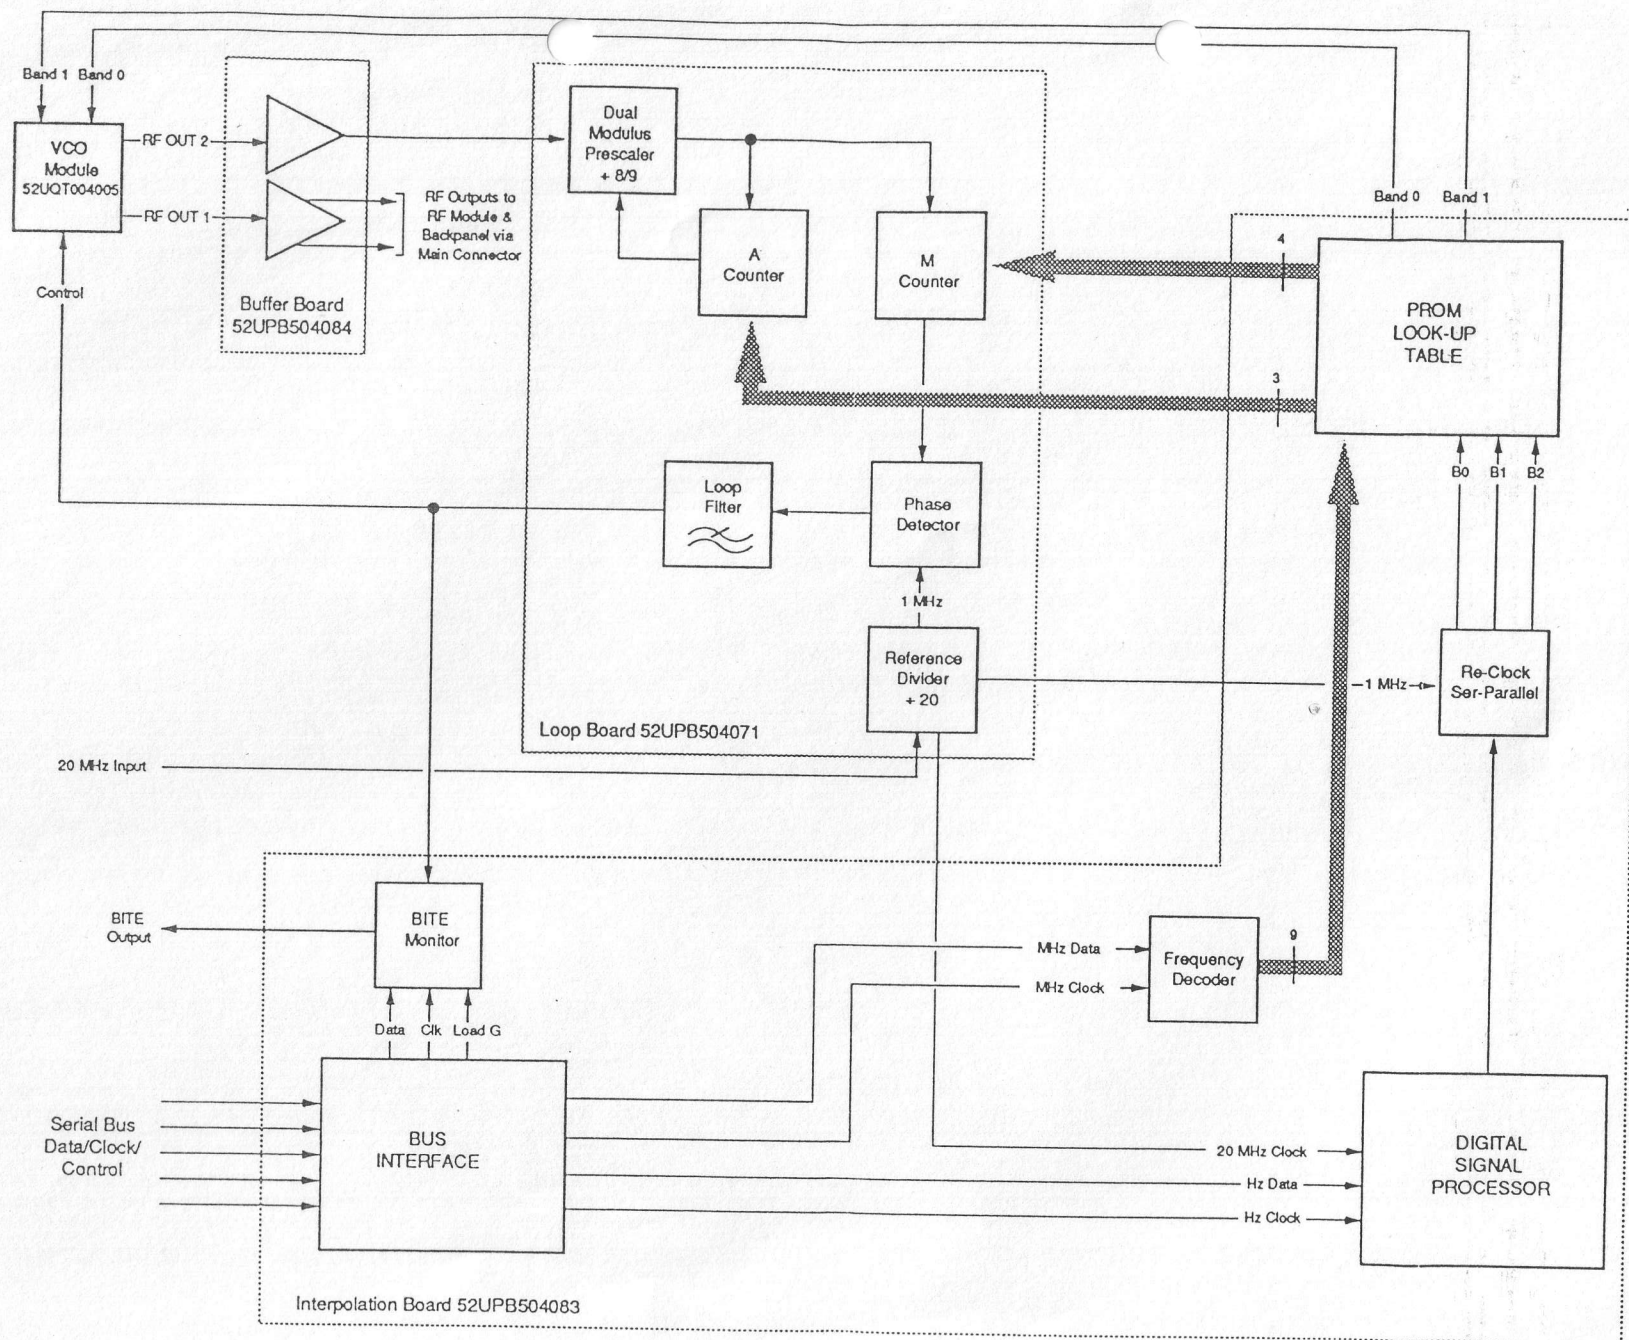 Band 1 Band 0
VCO
Module
52UQT004005
RF OUT 2
RF OUT 1
Control
Buffer Board
52UPB504084
RF Outputs to
RF Module &
Backpanel via
Main Connector
Dual
Modulus
Prescaler
+ 8/9
A
Counter
M
Counter
Band 0 Band 1
4
3
PROM
LOOK-UP
TABLE
B0 B1 B2
Loop
Filter
Phase
Detector
1 MHz
Reference
Divider
+ 20
1 MHz
Re-Clock
Ser-Parallel
Loop Board 52UPB504071
20 MHz Input
BITE
Output
BITE
Monitor
Data Clk Load G
MHz Data
MHz Clock
Frequency
Decoder
9
Serial Bus
Data/Clock/
Control
BUS
INTERFACE
20 MHz Clock
Hz Data
Hz Clock
DIGITAL
SIGNAL
PROCESSOR
Interpolation Board 52UPB504083